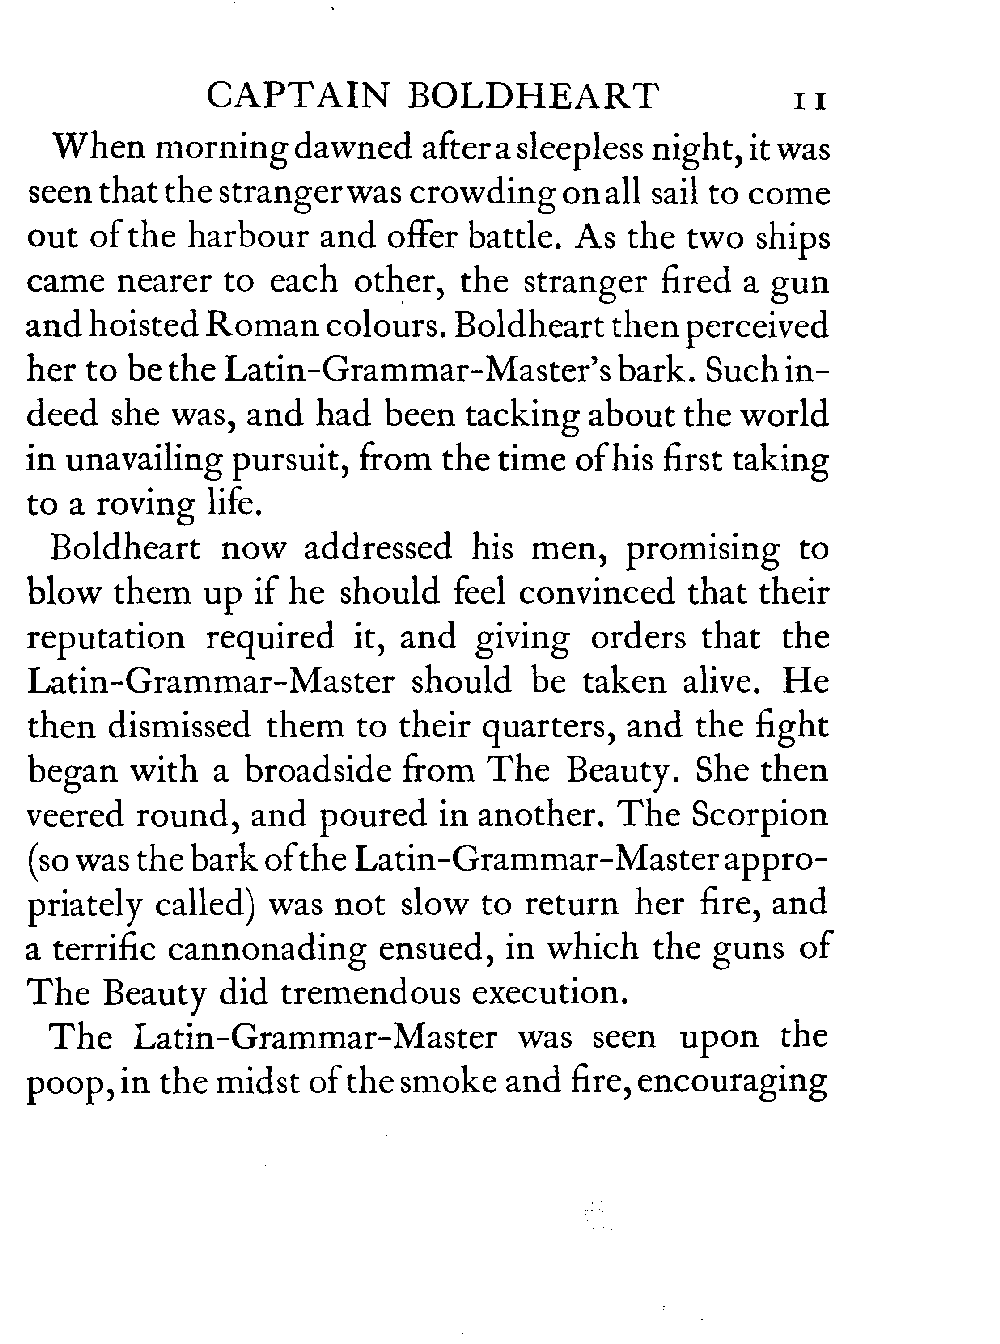 CAPTAIN BOLDHEART 11
When morning dawned after a sleepless night, it was
seen that the stranger was crowding on all sail to come
out of the harbour and offer battle. As the two ships
came nearer to each other, the stranger fired a gun
and hoisted Roman colours. Boldheart then perceived
her to be the Latin-Grammar-Master's bark. Such in-
deed she was, and had been tacking about the world
in unavailing pursuit, from the time of his first taking
to a roving life.
Boldheart now addressed his men, promising to
blow them up if he should feel convinced that their
reputation required it, and giving orders that the
Latin-Grammar-Master should be taken alive. He
then dismissed them to their quarters, and the fight
began with a broadside from The Beauty. She then
veered round, and poured in another. The Scorpion
(so was the bark of the Latin-Grammar-Master appro-
priately called) was not slow to return her fire, and
a terrific cannonading ensued, in which the guns of
The Beauty did tremendous execution.
The Latin-Grammar-Master was seen upon the
poop, in the midst of the smoke and fire, encouraging